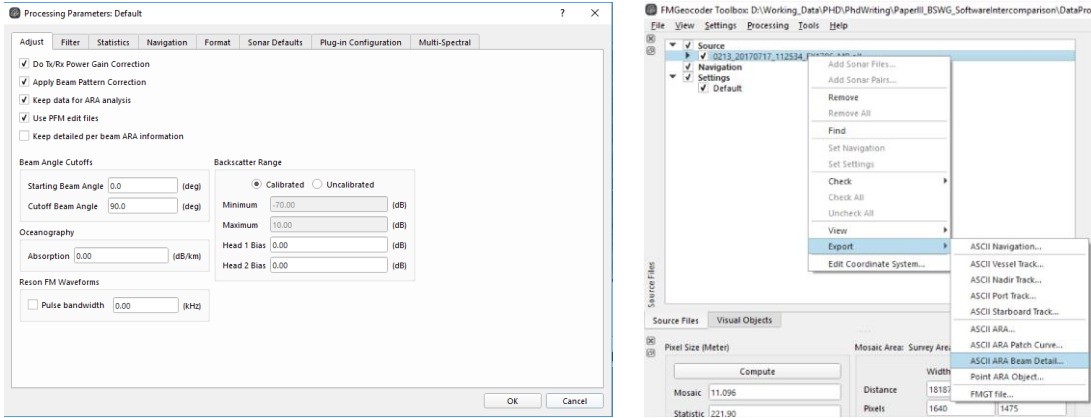 Processing Parameters: Default
?
Adjust Filter Statistics Navigation Format Sonar Defaults Plug-in Configuration Multi-Spectral
Do Tx/Rx Power Gain Correction
Apply Beam Pattern Correction
Keep data for ARA analysis
Use PFM edit files
Keep detailed per beam ARA information
Beam Angle Cutoffs
Starting Beam Angle 0.0 (deg)
Cutoff Beam Angle 90.0 (deg)
Oceanography
Absorption 0.00 (dB/km)
Reson FM Waveforms
Pulse bandwidth 0.00 (kHz)
Backscatter Range
Calibrated Uncalibrated
Minimum -70.00 (dB)
Maximum 10.00 (dB)
Head 1 Bias 0.00 (dB)
Head 2 Bias 0.00 (dB)
OK Cancel
FMGeocoder Toolbox: D:\Working_Data\PHD\PhdWriting\PaperIII_BSWG_SoftwareIntercomparison\DataPro
File View Settings Processing Tools Help
Source
0213_20170717_112534
Navigation
Settings
Default
Add Sonar Files...
Add Sonar Pairs...
Remove
Remove All
Find
Set Navigation
Set Settings
Check
Check All
Uncheck All
View
Export
Edit Coordinate System...
ASCII Navigation...
ASCII Vessel Track...
ASCII Nadir Track...
ASCII Port Track...
ASCII Starboard Track...
ASCII ARA...
ASCII ARA Patch Curve...
ASCII ARA Beam Detail...
Point ARA Object...
FMGT file...
Source Files
Source Files Visual Objects
Pixel Size (Meter)
Compute
Mosaic 11.096
Statistic 221.90
Mosaic Area: Survey Area
Width
Distance 18187
Pixels 1640 1475